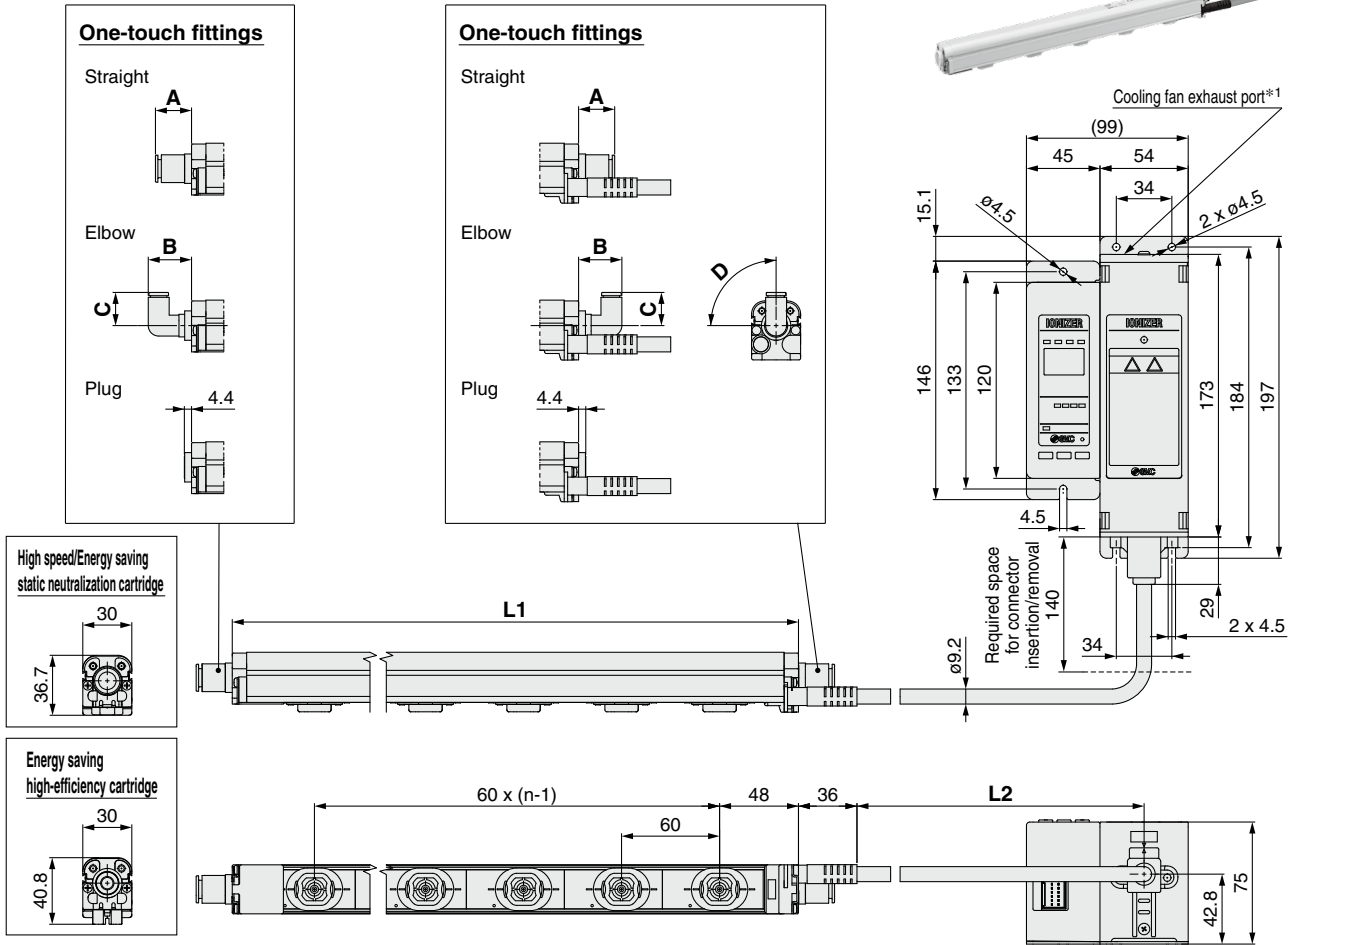 One-touch fittings
Straight
A
Elbow
B
C
Plug
4.4
One-touch fittings
Straight
A
Elbow
B
C
D
Plug
4.4
Cooling fan exhaust port*1
(99)
45
54
34
15.1
ø4.5
2 x ø4.5
146
133
120
173
184
197
IONIZER
IONIZER
SMC
SMC
4.5
Required space
for connector
insertion/removal
140
29
2 x 4.5
34
ø9.2
High speed/Energy saving
static neutralization cartridge
30
36.7
L1
Energy saving
high-efficiency cartridge
30
40.8
60 x (n-1)
48
36
L2
60
42.8
75